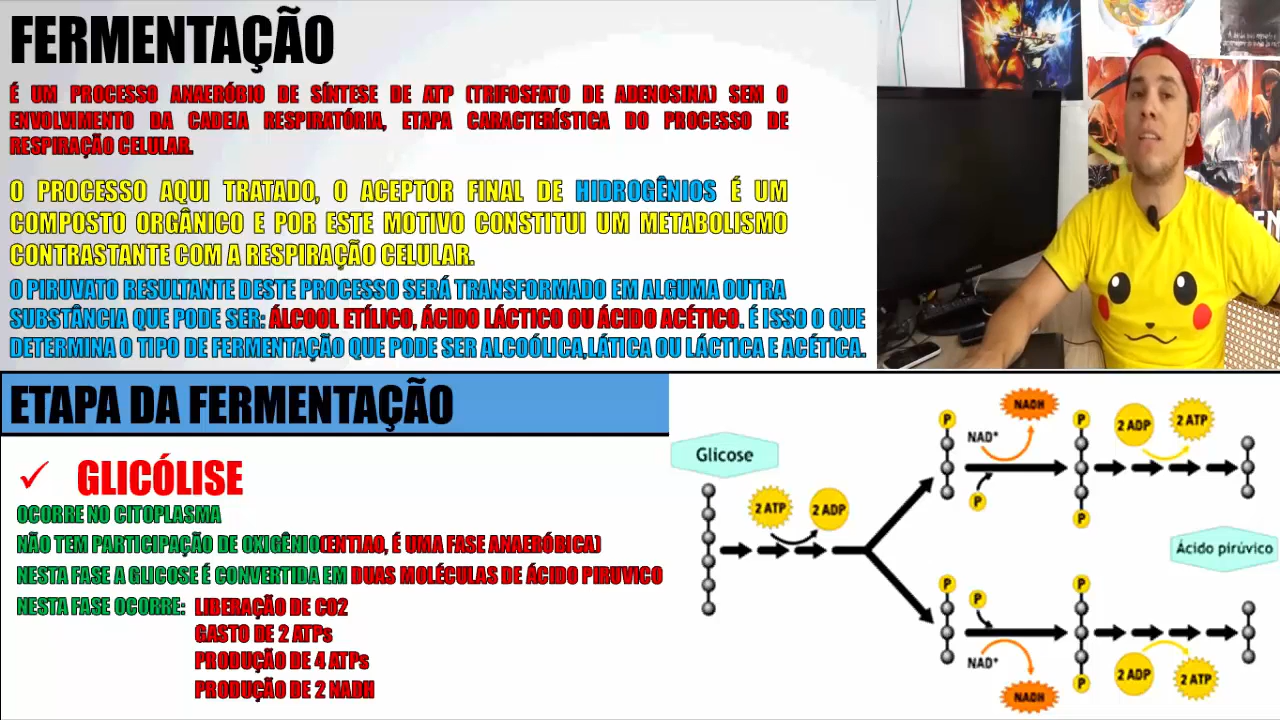 FERMENTAÇÃO
É UM PROCESSO ANAERÓBIO DE SÍNTESE DE ATP (TRIFOSFATO DE ADENOSINA) SEM O
ENVOLVIMENTO DA CADEIA RESPIRATÓRIA, ETAPA CARACTERÍSTICA DO PROCESSO DE
RESPIRAÇÃO CELULAR.
O PROCESSO AQUI TRATADO, O ACEPTOR FINAL DE HIDROGÊNIOS É UM
COMPOSTO ORGÂNICO E POR ESTE MOTIVO CONSTITUI UM METABOLISMO
CONTRASTANTE COM A RESPIRAÇÃO CELULAR.
O PIRUVATO RESULTANTE DESTE PROCESSO SERÁ TRANSFORMADO EM ALGUMA OUTRA
SUBSTÂNCIA QUE PODE SER: ÁLCOOL ETÍLICO, ÁCIDO LÁCTICO OU ÁCIDO ACÉTICO. É ISSO O QUE
DETERMINA O TIPO DE FERMENTAÇÃO QUE PODE SER ALCOÓLICA,LÁTICA OU LÁCTICA E ACÉTICA.
ETAPA DA FERMENTAÇÃO
✓ GLICÓLISE
OCORRE NO CITOPLASMA
NÃO TEM PARTICIPAÇÃO DE OXIGÊNIO(ENT]AO, É UMA FASE ANAERÓBICA)
NESTA FASE A GLICOSE É CONVERTIDA EM DUAS MOLÉCULAS DE ÁCIDO PIRUVICO
NESTA FASE OCORRE: LIBERAÇÃO DE CO2
GASTO DE 2 ATPs
PRODUÇÃO DE 4 ATPs
PRODUÇÃO DE 2 NADH
Glicose
2 ATP
2 ADP
P
NAD+
NADH
P
P
P
2 ADP
2 ATP
Ácido pirúvico
P
P
NAD+
NADH
P
P
2 ADP
2 ATP